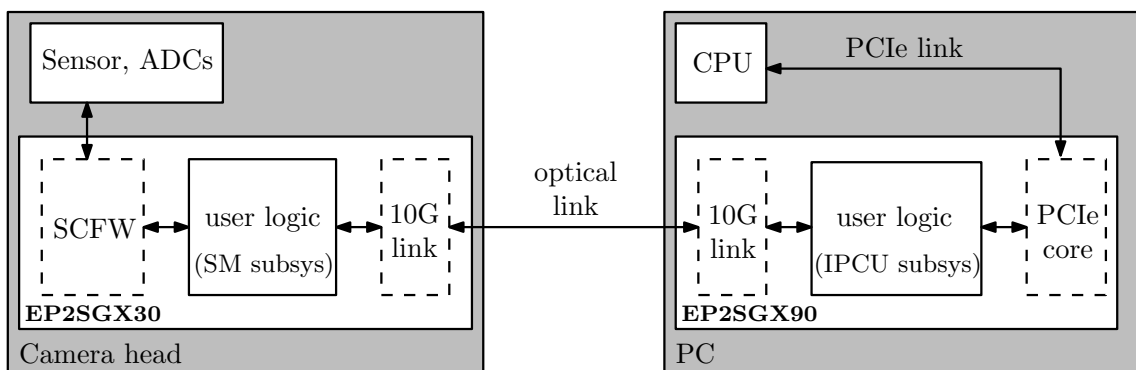 Sensor, ADCs
SCFW
user logic
(SM subsys)
10G
link
EP2SGX30
Camera head
optical
link
CPU
PCIe link
10G
link
user logic
(IPCU subsys)
PCIe
core
EP2SGX90
PC